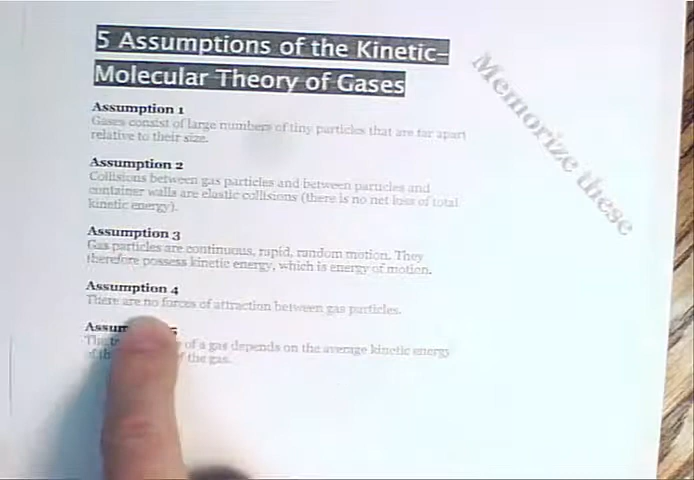 5 Assumptions of the Kinetic–
Molecular Theory of Gases
Memorize these
Assumption 1
Gases consist of large numbers of tiny particles that are far apart
relative to their size.
Assumption 2
Collisions between gas particles and between particles and
container walls are elastic collisions (there is no net loss of total
kinetic energy).
Assumption 3
Gas particles are continuous, rapid, random motion. They
therefore possess kinetic energy, which is energy of motion.
Assumption 4
There are no forces of attraction between gas particles.
of a gas depends on the average kinetic energy
of the gas.